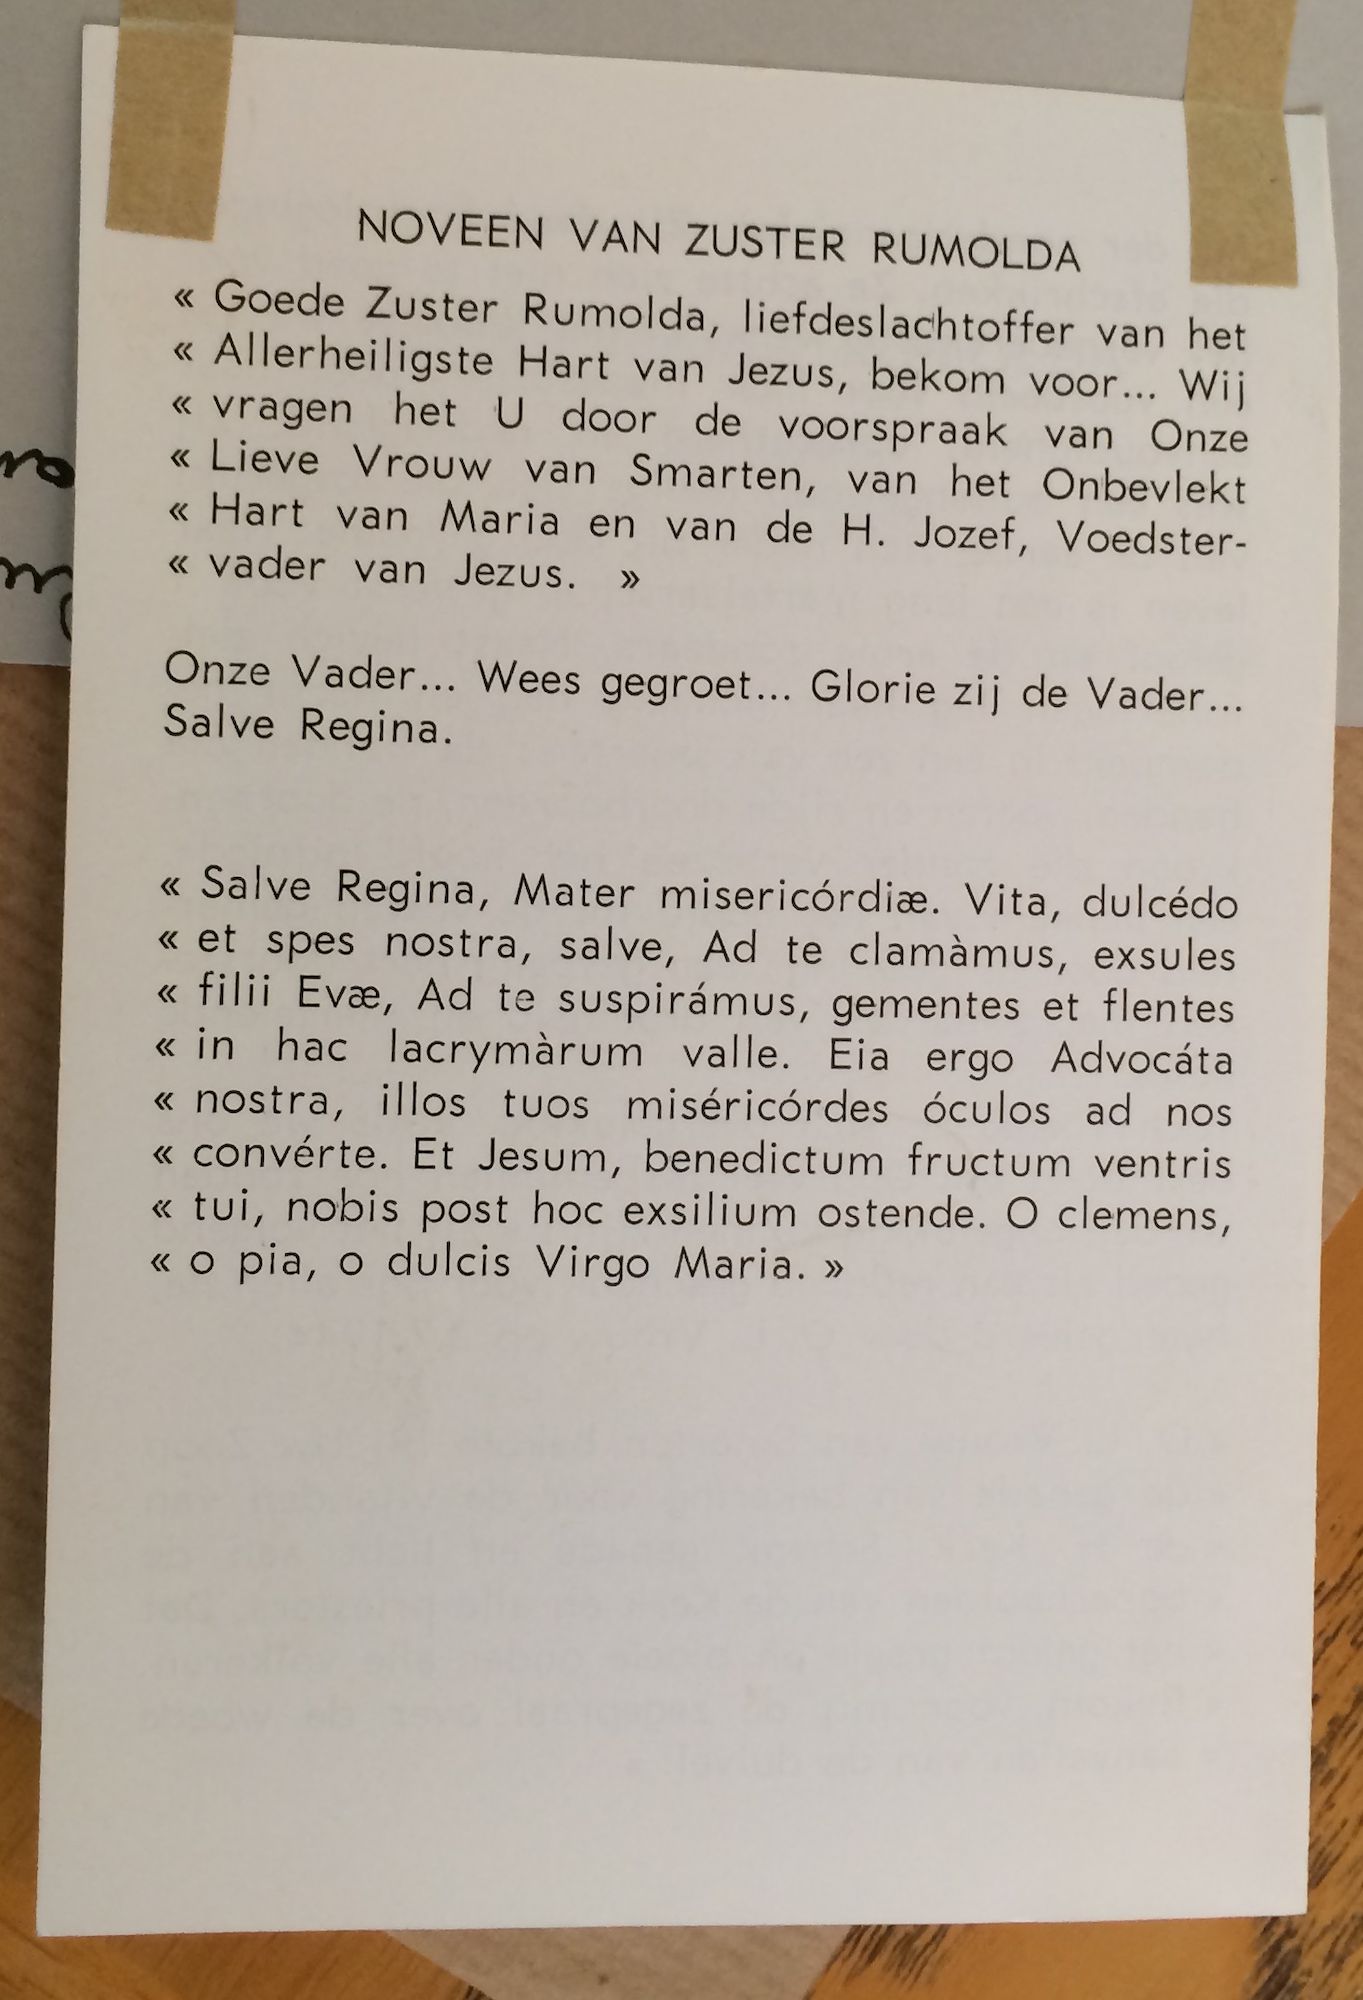 NOVEEN VAN ZUSTER RUMOLDA
« Goede Zuster Rumolda, liefdeslachtoffer van het
« Allerheiligste Hart van Jezus, bekom voor... Wij
« vragen het U door de voorspraak van Onze
« Lieve Vrouw van Smarten, van het Onbevlekt
« Hart van Maria en van de H. Jozef, Voedster-
« vader van Jezus. »
Onze Vader... Wees gegroet... Glorie zij de Vader...
Salve Regina.
« Salve Regina, Mater misericórdiæ. Vita, dulcédo
« et spes nostra, salve, Ad te clamàmus, exsules
« filii Evæ, Ad te suspirámus, gementes et flentes
« in hac lacrymàrum valle. Eia ergo Advocáta
« nostra, illos tuos miséricórdes óculos ad nos
« convérte. Et Jesum, benedictum fructum ventris
« tui, nobis post hoc exsilium ostende. O clemens,
« o pia, o dulcis Virgo Maria. »